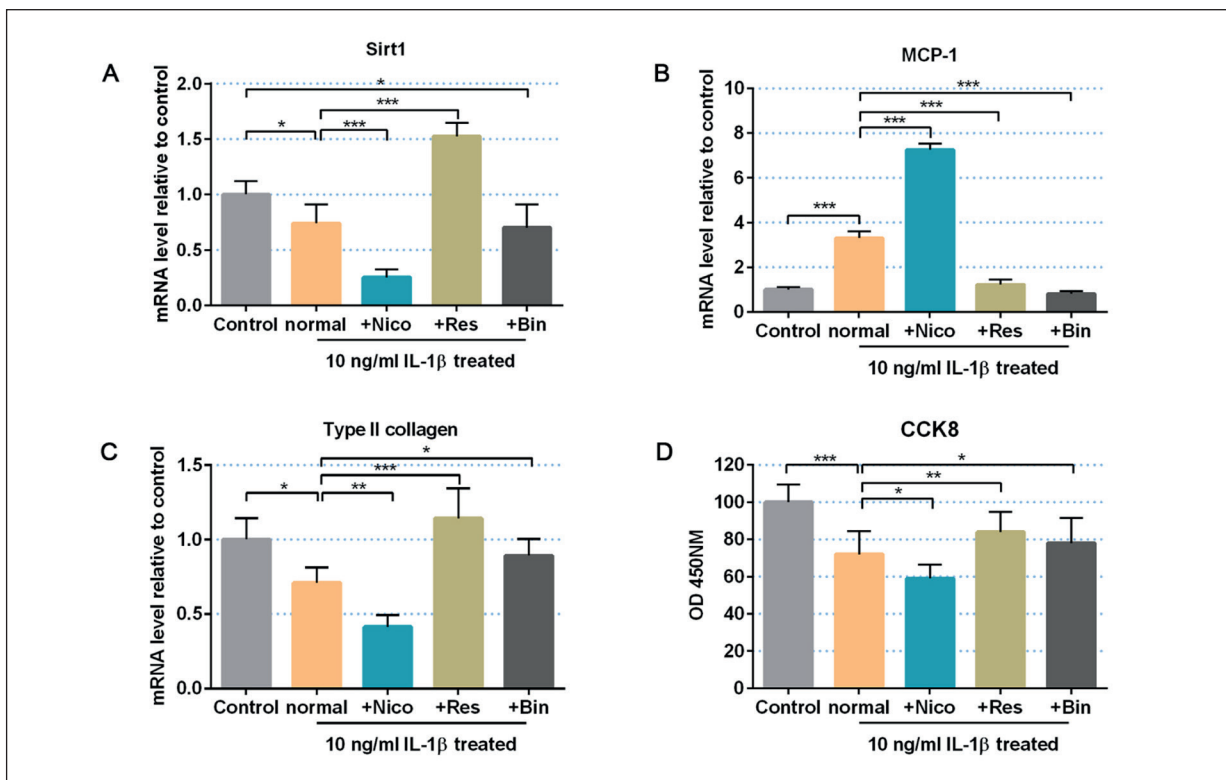 A
Sirt1
mRNA level relative to control
2.0
1.5
1.0
0.5
0.0
*
***
*
***
Control normal +Nico +Res +Bin
10 ng/ml IL-1β treated
B
MCP-1
mRNA level relative to control
10
8
6
4
2
0
***
***
***
***
Control normal +Nico +Res +Bin
10 ng/ml IL-1β treated
C
Type II collagen
mRNA level relative to control
1.5
1.0
0.5
0.0
*
***
*
**
Control normal +Nico +Res +Bin
10 ng/ml IL-1β treated
D
CCK8
OD 450NM
120
100
80
60
40
20
0
***
*
**
*
Control normal +Nico +Res +Bin
10 ng/ml IL-1β treated